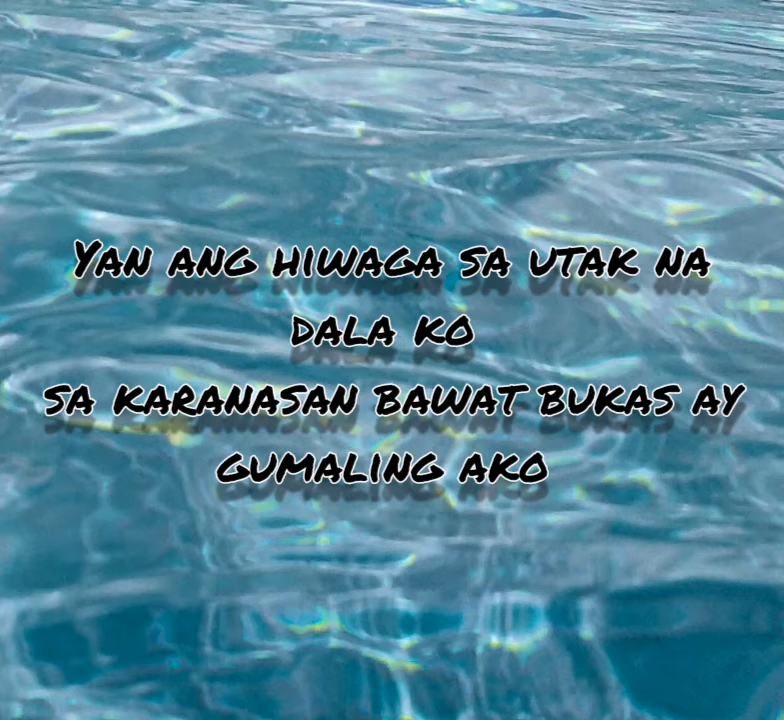 Yan ang hiwaga sa utak na
dala ko
sa karanasan bawat bukas ay
gumaling ako